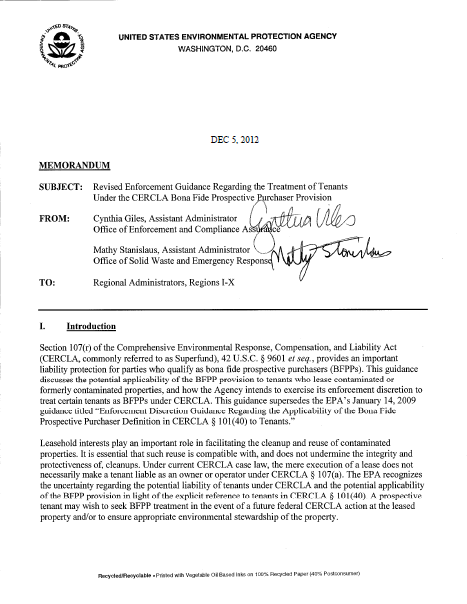 UNITED STATES ENVIRONMENTAL PROTECTION AGENCY
WASHINGTON, D.C. 20460
UNITED STATES
ENVIRONMENTAL PROTECTION AGENCY
DEC 5, 2012
MEMORANDUM
SUBJECT: Revised Enforcement Guidance Regarding the Treatment of Tenants
Under the CERCLA Bona Fide Prospective Purchaser Provision
FROM: Cynthia Giles, Assistant Administrator
Office of Enforcement and Compliance Assurance
Cynthia Giles
Mathy Stanislaus, Assistant Administrator
Office of Solid Waste and Emergency Response
Mathy Stanislaus
TO: Regional Administrators, Regions I-X
I. Introduction
Section 107(r) of the Comprehensive Environmental Response, Compensation, and Liability Act
(CERCLA, commonly referred to as Superfund), 42 U.S.C. § 9601 et seq., provides an important
liability protection for parties who qualify as bona fide prospective purchasers (BFPPs). This guidance
discusses the potential applicability of the BFPP provision to tenants who lease contaminated or
formerly contaminated properties, and how the Agency intends to exercise its enforcement discretion to
treat certain tenants as BFPPs under CERCLA. This guidance supersedes the EPA's January 14, 2009
guidance titled "Enforcement Discretion Guidance Regarding the Applicability of the Bona Fide
Prospective Purchaser Definition in CERCLA § 101(40) to Tenants."
Leasehold interests play an important role in facilitating the cleanup and reuse of contaminated
properties. It is essential that such reuse is compatible with, and does not undermine the integrity and
protectiveness of, cleanups. Under current CERCLA case law, the mere execution of a lease does not
necessarily make a tenant liable as an owner or operator under CERCLA § 107(a). The EPA recognizes
the uncertainty regarding the potential liability of tenants under CERCLA and the potential applicability
of the BFPP provision in light of the explicit reference to tenants in CERCLA § 101(40). A prospective
tenant may wish to seek BFPP treatment in the event of a future federal CERCLA action at the leased
property and/or to ensure appropriate environmental stewardship of the property.
Recycled/Recyclable • Printed with Vegetable Oil Based Inks on 100% Recycled Paper (40% Postconsumer)